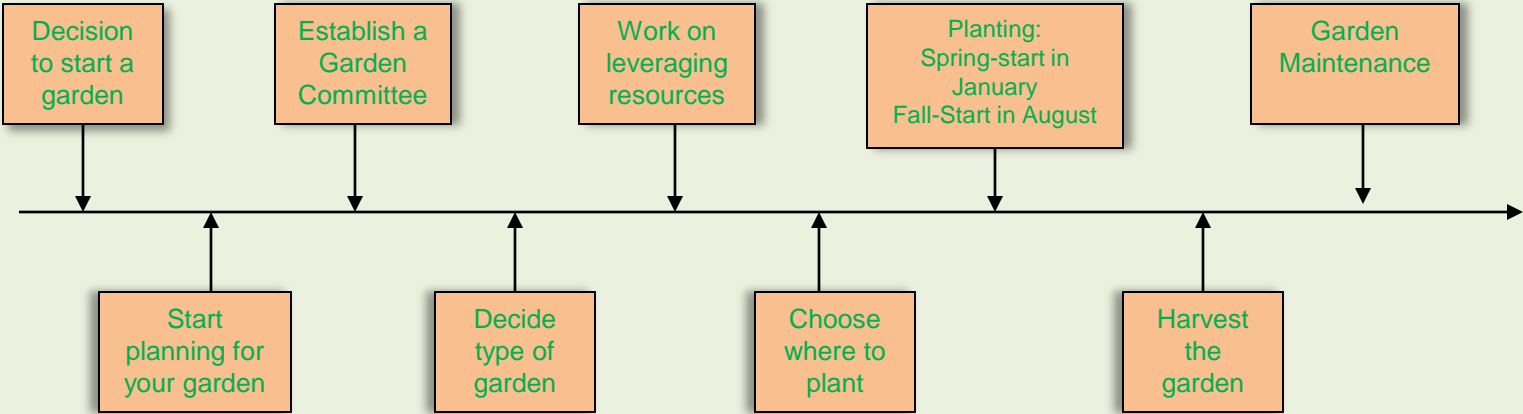 Decision
to start a
garden
Establish a
Garden
Committee
Work on
leveraging
resources
Planting:
Spring-start in
January
Fall-Start in August
Garden
Maintenance
Start
planning for
your garden
Decide
type of
garden
Choose
where to
plant
Harvest
the
garden